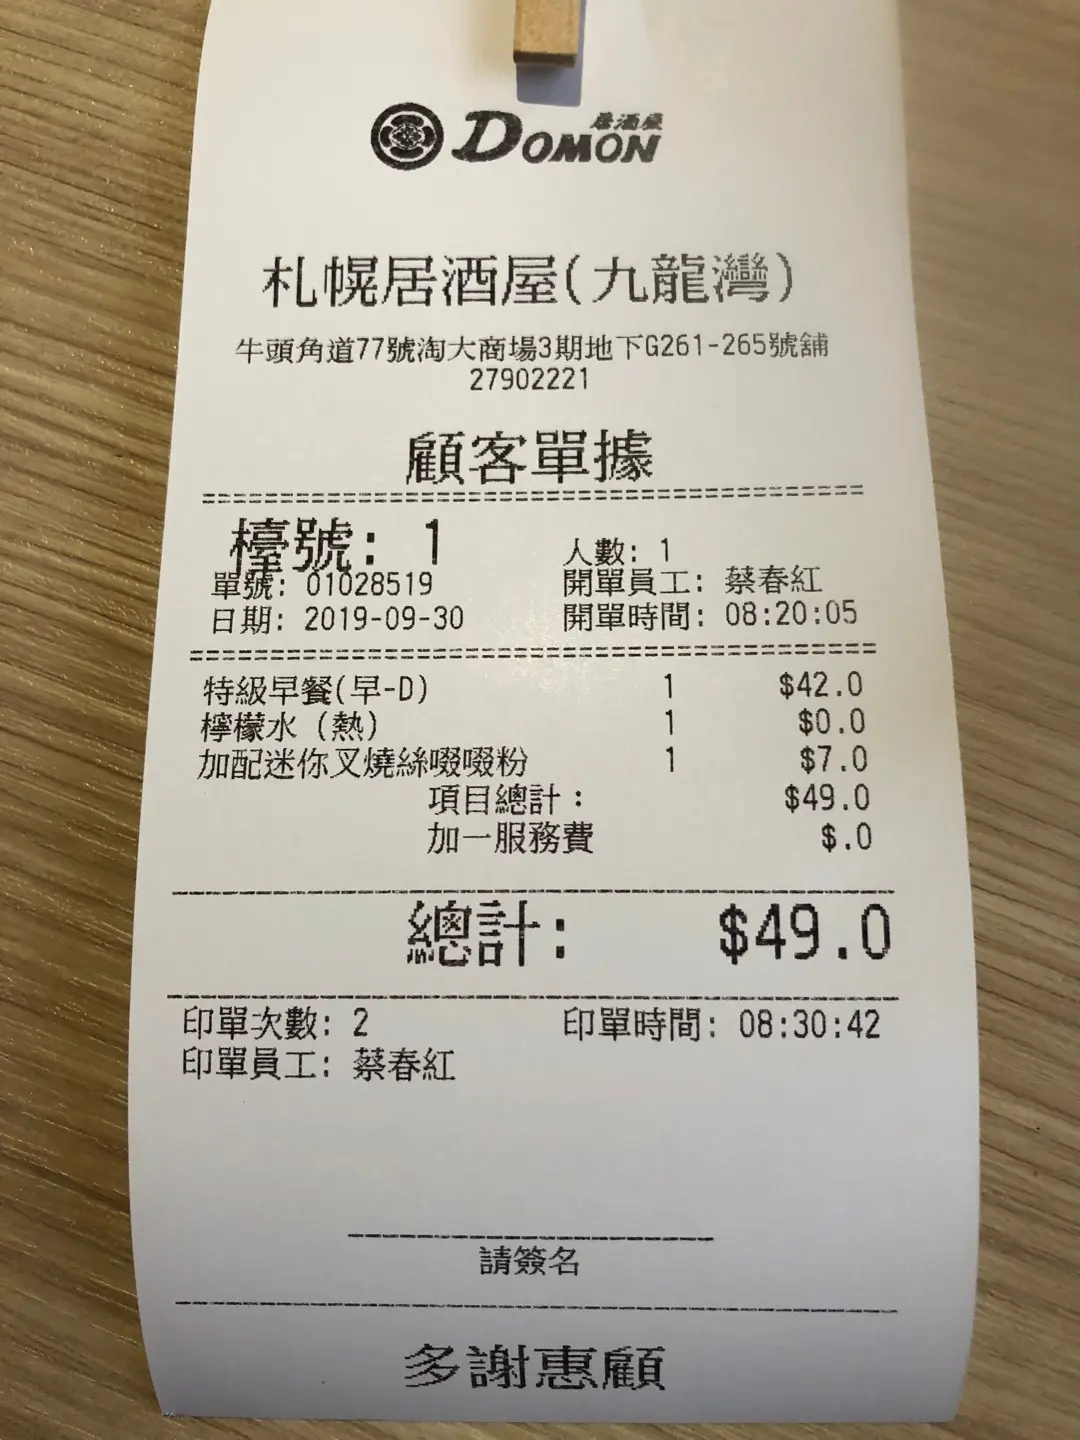 DOMON 居酒屋
札幌居酒屋(九龍灣)
牛頭角道77號淘大商場3期地下G261-265號舖
27902221
顧客單據
檯號: 1 人數: 1
單號: 01028519 開單員工: 蔡春紅
日期: 2019-09-30 開單時間: 08:20:05
特級早餐(早-D) 1 $42.0
檸檬水 (熱) 1 $0.0
加配迷你叉燒絲啜啜粉 1 $7.0
項目總計: $49.0
加一服務費 $.0
總計: $49.0
印單次數: 2 印單時間: 08:30:42
印單員工: 蔡春紅
請簽名
多謝惠顧